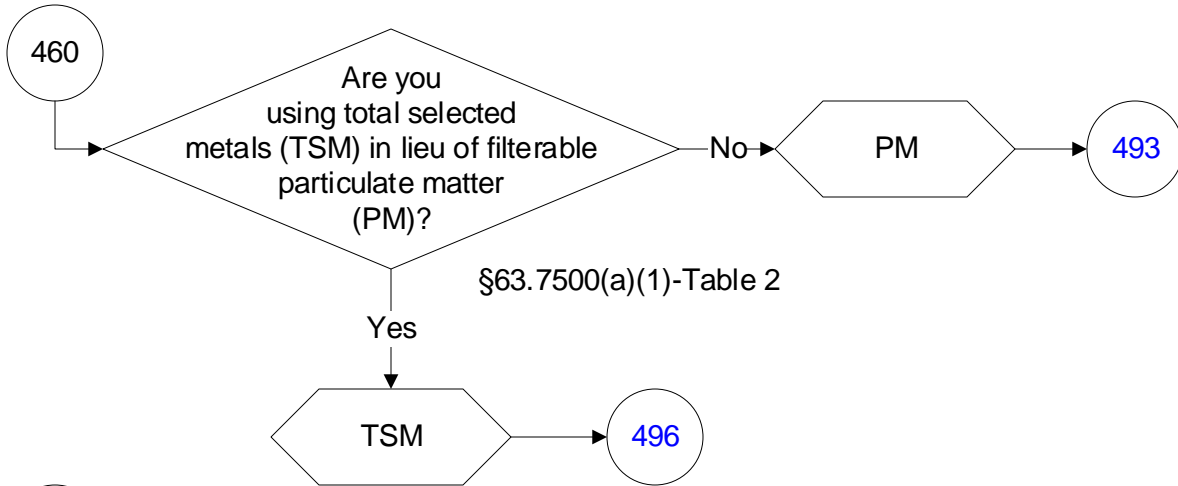 460
Are you
using total selected
metals (TSM) in lieu of filterable
particulate matter
(PM)?
No
PM
493
§63.7500(a)(1)-Table 2
Yes
TSM
496